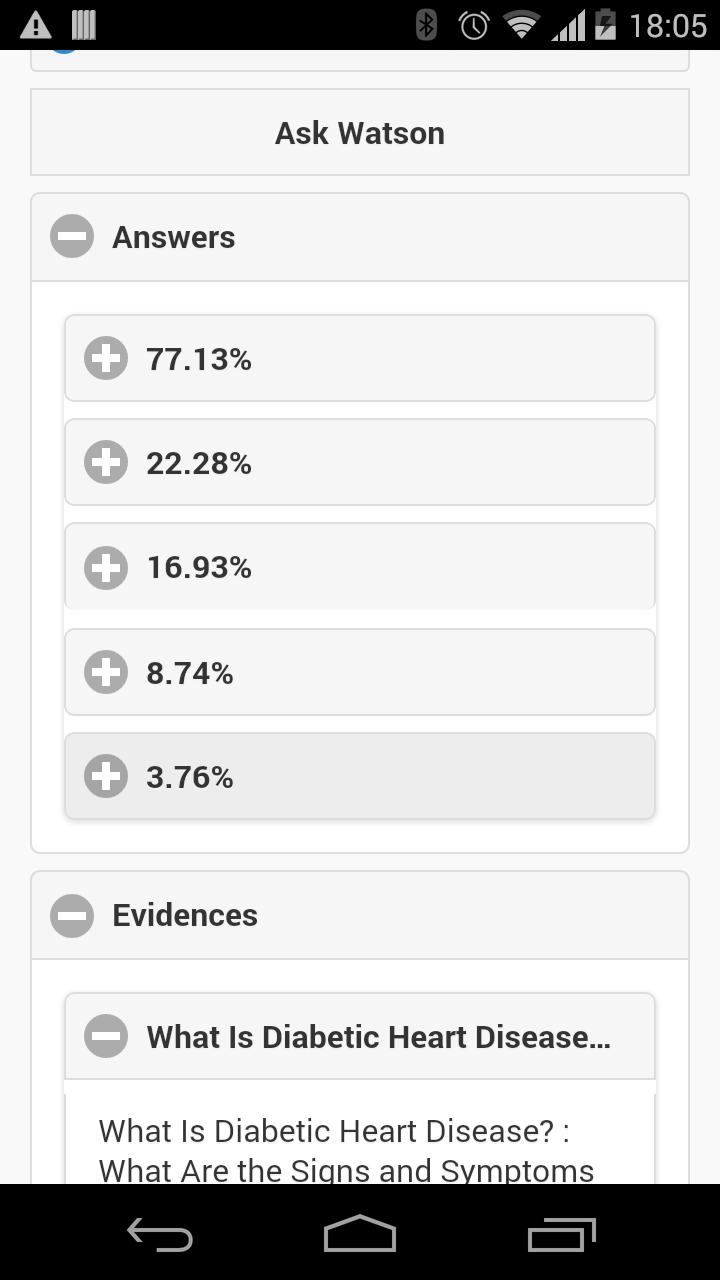 18:05
Ask Watson
Answers
77.13%
22.28%
16.93%
8.74%
3.76%
Evidences
What Is Diabetic Heart Disease...
What Is Diabetic Heart Disease? :
What Are the Signs and Symptoms